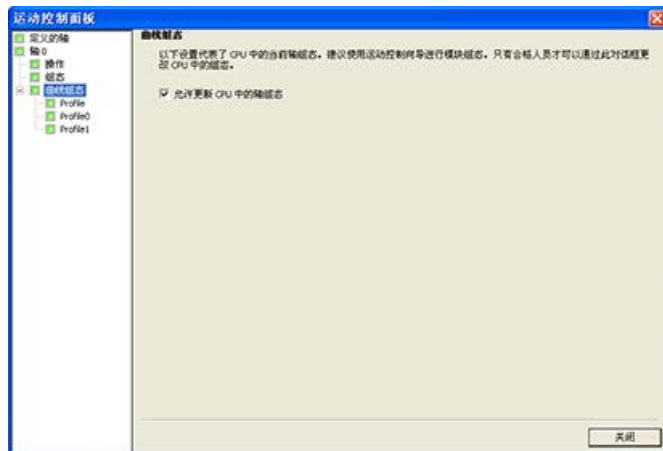 运动控制面板
定义的轴
轴 0
操作
组态
曲线组态
Profile
Profile0
Profile1
曲线组态
以下设置代表了 CPU 中的当前轴组态。建议使用运动控制向导进行模块组态。只有合格人员才可以通过此对话框更
改 CPU 中的组态。
允许更新 CPU 中的轴组态
关闭